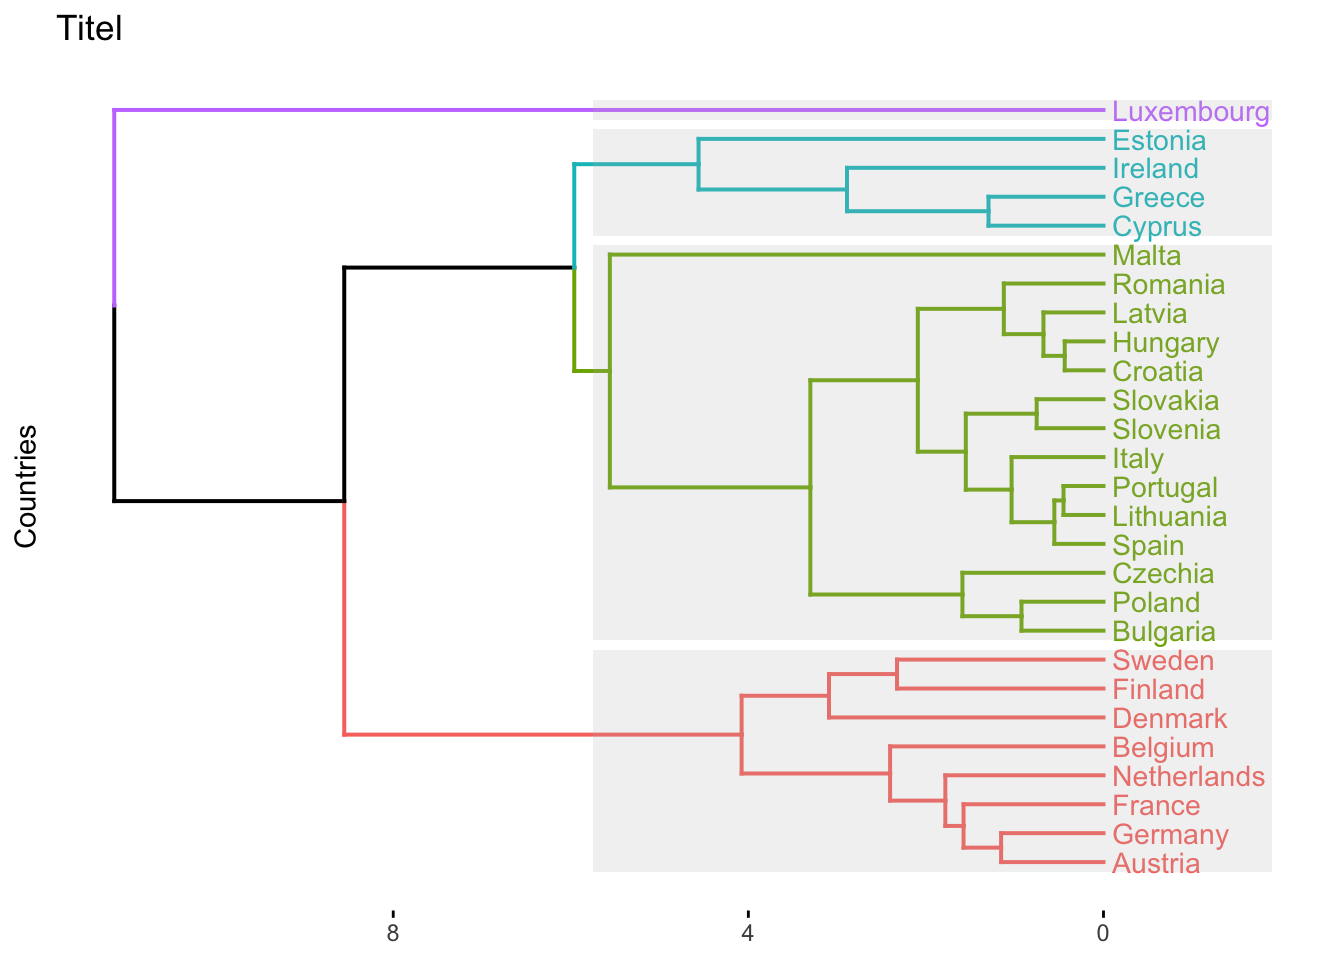 Titel
Luxembourg
Estonia
Ireland
Greece
Cyprus
Malta
Romania
Latvia
Hungary
Croatia
Slovakia
Slovenia
Italy
Portugal
Lithuania
Spain
Czechia
Poland
Bulgaria
Sweden
Finland
Denmark
Belgium
Netherlands
France
Germany
Austria
Countries
8 4 0